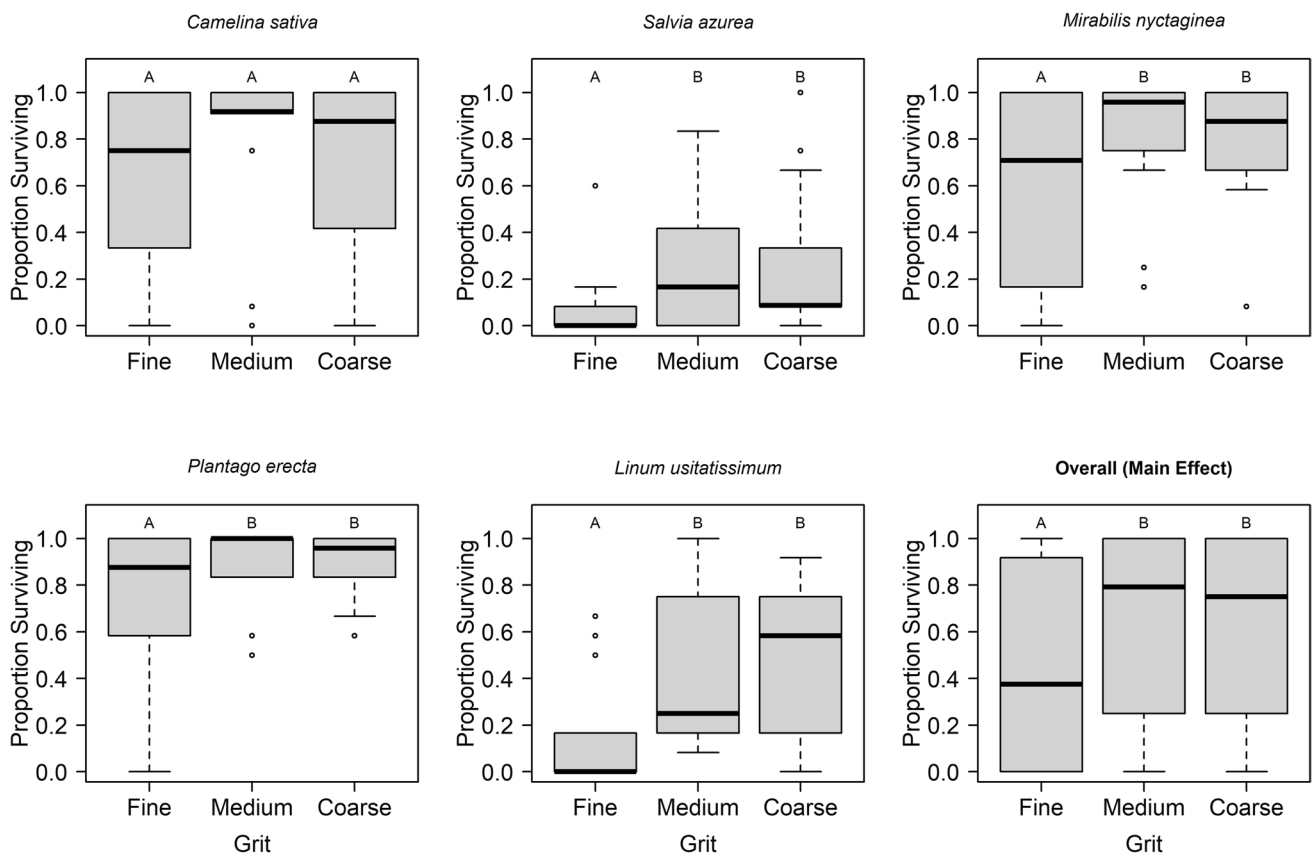 Camelina sativa
Salvia azurea
Mirabilis nyctaginea
A A A
A B B
A B B
Proportion Surviving
1.0
0.8
0.6
0.4
0.2
0.0
Fine Medium Coarse
Proportion Surviving
1.0
0.8
0.6
0.4
0.2
0.0
Fine Medium Coarse
Proportion Surviving
1.0
0.8
0.6
0.4
0.2
0.0
Fine Medium Coarse
Plantago erecta
Linum usitatissimum
Overall (Main Effect)
A B B
A B B
A B B
Proportion Surviving
1.0
0.8
0.6
0.4
0.2
0.0
Fine Medium Coarse
Grit
Proportion Surviving
1.0
0.8
0.6
0.4
0.2
0.0
Fine Medium Coarse
Grit
Proportion Surviving
1.0
0.8
0.6
0.4
0.2
0.0
Fine Medium Coarse
Grit